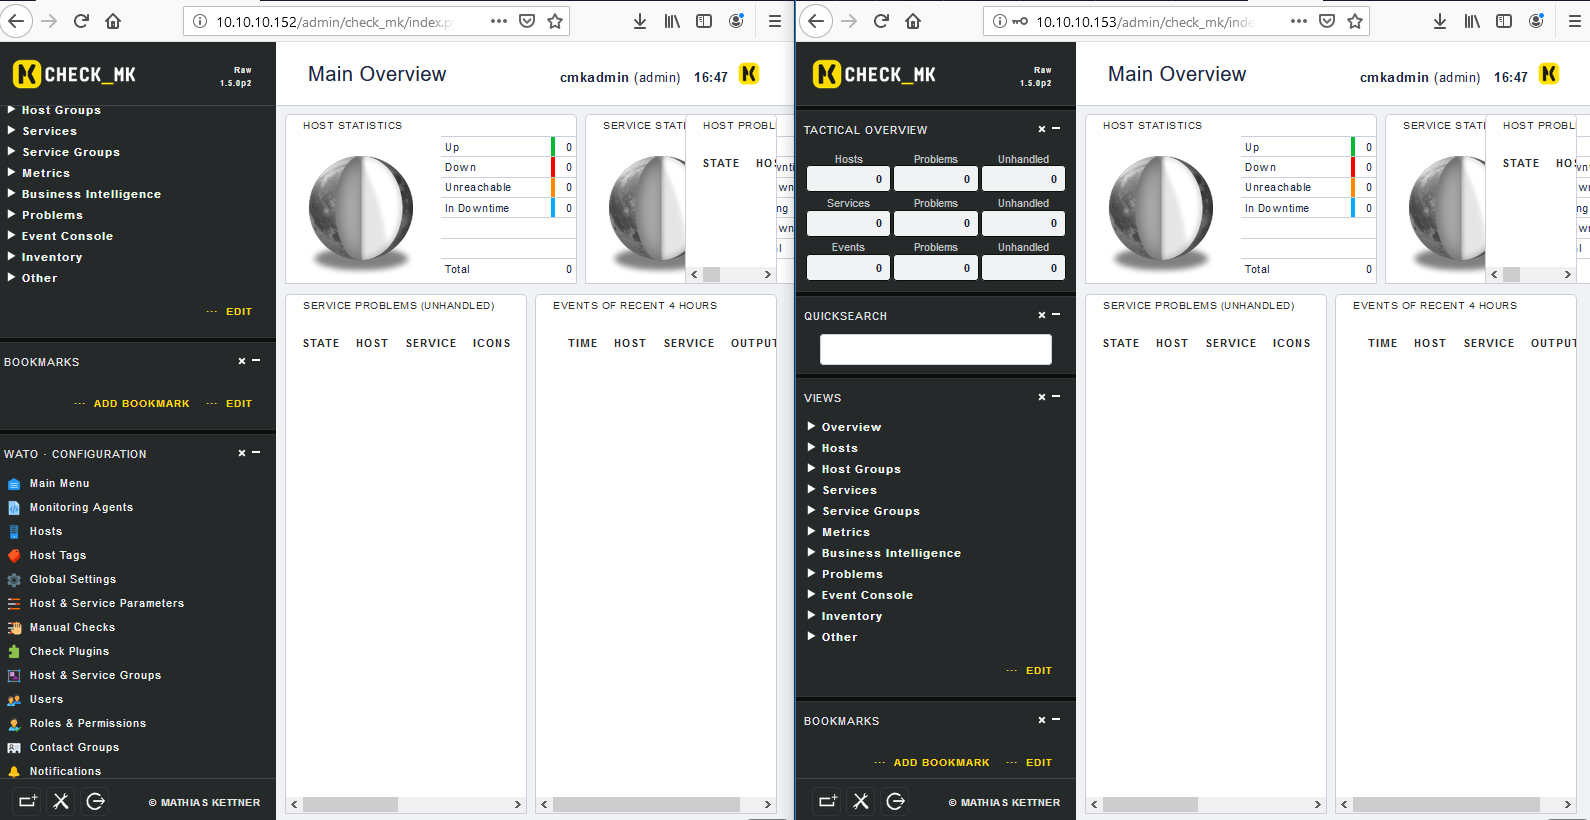 10.10.10.152/admin/check_mk/index.p
CHECK_MK
Raw
1.5.0p2
Host Groups
Services
Service Groups
Metrics
Business Intelligence
Problems
Event Console
Inventory
Other
EDIT
BOOKMARKS
ADD BOOKMARK EDIT
WATO · CONFIGURATION
Main Menu
Monitoring Agents
Hosts
Host Tags
Global Settings
Host & Service Parameters
Manual Checks
Check Plugins
Host & Service Groups
Users
Roles & Permissions
Contact Groups
Notifications
© MATHIAS KETTNER
Main Overview
cmkadmin (admin) 16:47
HOST STATISTICS
Up 0
Down 0
Unreachable 0
In Downtime 0
Total 0
SERVICE STATI
HOST PROBL
STATE HOS
SERVICE PROBLEMS (UNHANDLED)
STATE HOST SERVICE ICONS
EVENTS OF RECENT 4 HOURS
TIME HOST SERVICE OUTPUT
10.10.10.153/admin/check_mk/inde
CHECK_MK
Raw
1.5.0p2
TACTICAL OVERVIEW
Hosts Problems Unhandled
0 0 0
Services Problems Unhandled
0 0 0
Events Problems Unhandled
0 0 0
QUICKSEARCH
VIEWS
Overview
Hosts
Host Groups
Services
Service Groups
Metrics
Business Intelligence
Problems
Event Console
Inventory
Other
EDIT
BOOKMARKS
ADD BOOKMARK EDIT
© MATHIAS KETTNER
Main Overview
cmkadmin (admin) 16:47
HOST STATISTICS
Up 0
Down 0
Unreachable 0
In Downtime 0
Total 0
SERVICE STATI
HOST PROBL
STATE HOS
SERVICE PROBLEMS (UNHANDLED)
STATE HOST SERVICE ICONS
EVENTS OF RECENT 4 HOURS
TIME HOST SERVICE OUTPU